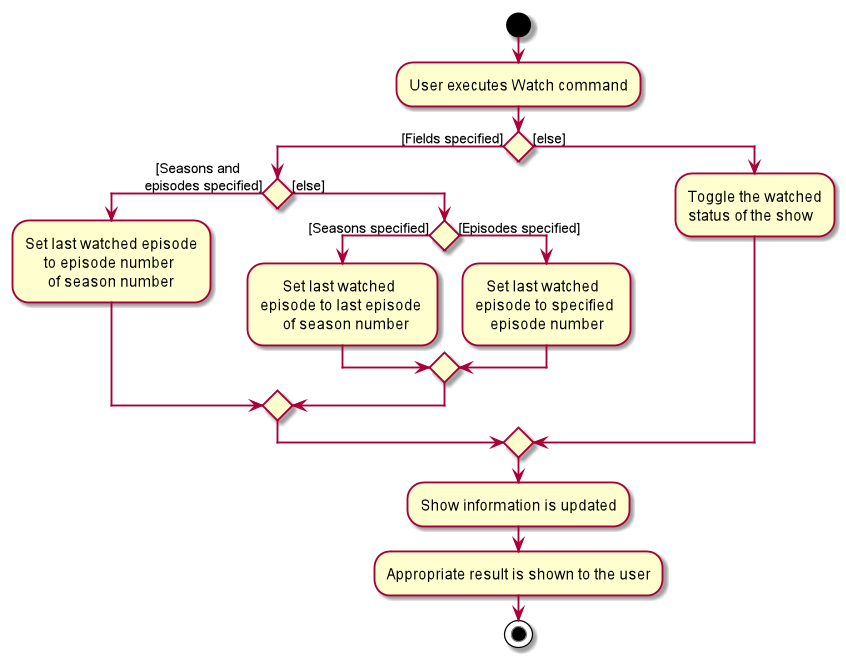 User executes Watch command
[Fields specified]
[else]
[Seasons and
episodes specified]
[else]
Toggle the watched
status of the show
[Seasons specified]
[Episodes specified]
Set last watched episode
to episode number
of season number
Set last watched
episode to last episode
of season number
Set last watched
episode to specified
episode number
Show information is updated
Appropriate result is shown to the user